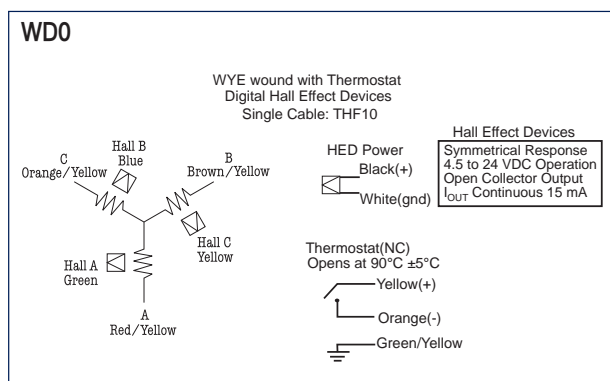 WD0
WYE wound with Thermostat
Digital Hall Effect Devices
Single Cable: THF10
Hall B
Blue
C
Orange/Yellow
B
Brown/Yellow
Hall C
Yellow
Hall A
Green
A
Red/Yellow
HED Power
Black(+)
White(gnd)
Hall Effect Devices
Symmetrical Response
4.5 to 24 VDC Operation
Open Collector Output
IOUT Continuous 15 mA
Thermostat(NC)
Opens at 90°C ±5°C
Yellow(+)
Orange(-)
Green/Yellow